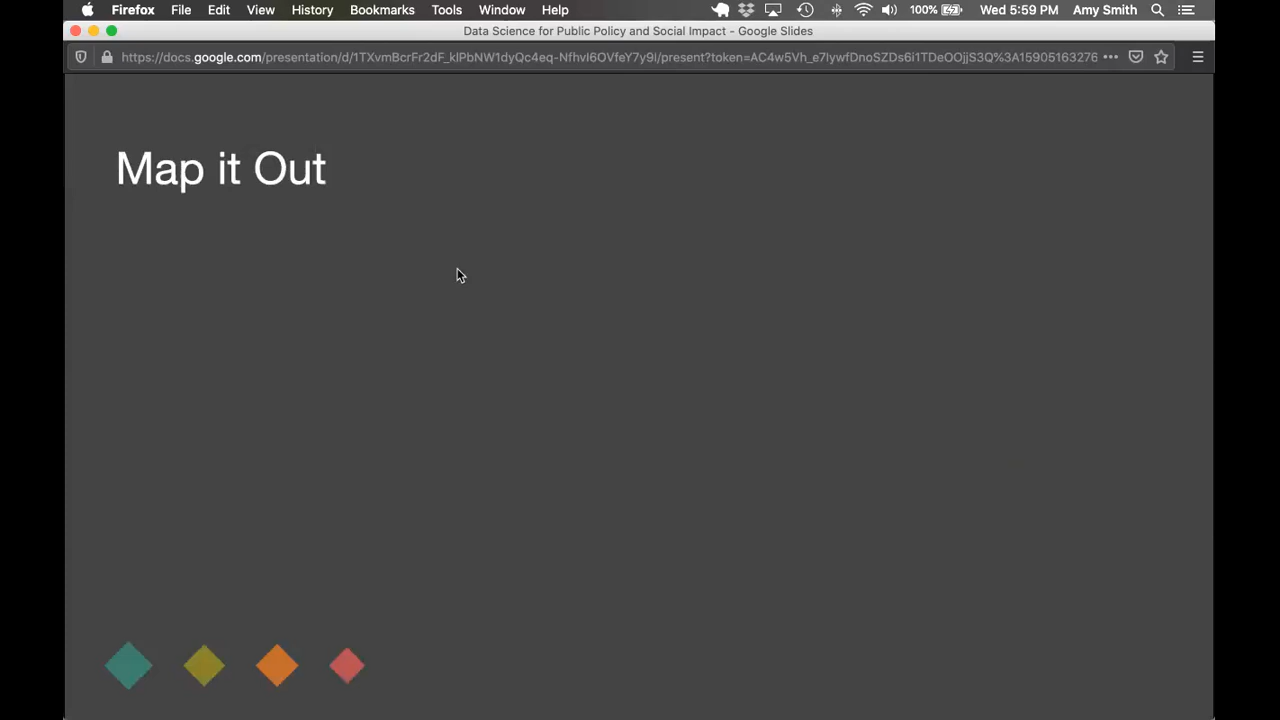 Firefox File Edit View History Bookmarks Tools Window Help 100% Wed 5:59 PM Amy Smith
Data Science for Public Policy and Social Impact - Google Slides
https://docs.google.com/presentation/d/1TXvmBcrFr2dF_klPbNW1dyQc4eq-NfhvI6OVfeY7y9I/present?token=AC4w5Vh_e7IywfDnoSZDs6i1TDeOOjjS3Q%3A15905163276
Map it Out